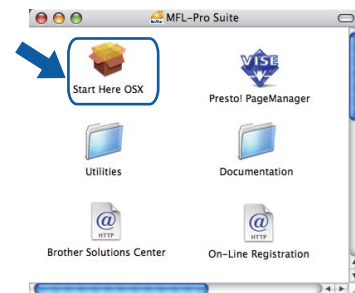 MFL-Pro Suite
Start Here OSX
VISE
Presto! PageManager
Utilities
Documentation
@
HTTP
Brother Solutions Center
@
HTTP
On-Line Registration